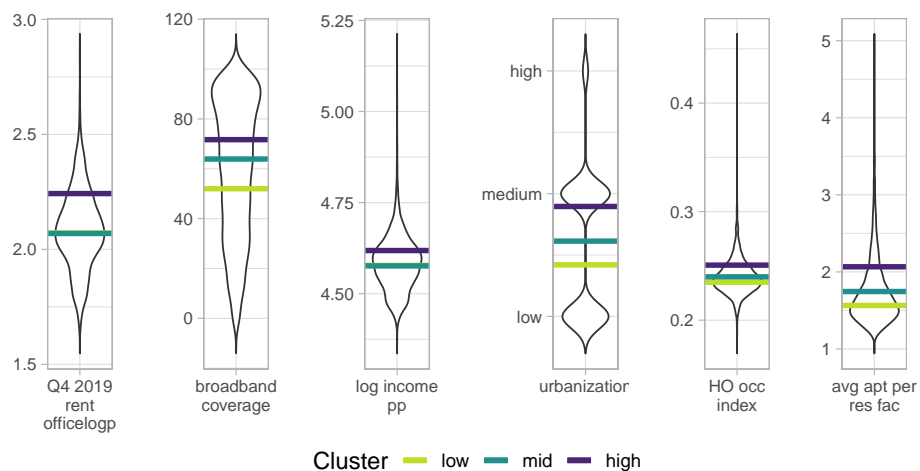 3.0
2.5
2.0
1.5
Q4 2019
rent
officelogp
120
80
40
0
broadband
coverage
5.25
5.00
4.75
4.50
log income
pp
high
medium
low
urbanization
0.4
0.3
0.2
HO occ
index
5
4
3
2
1
avg apt per
res fac
Cluster low mid high